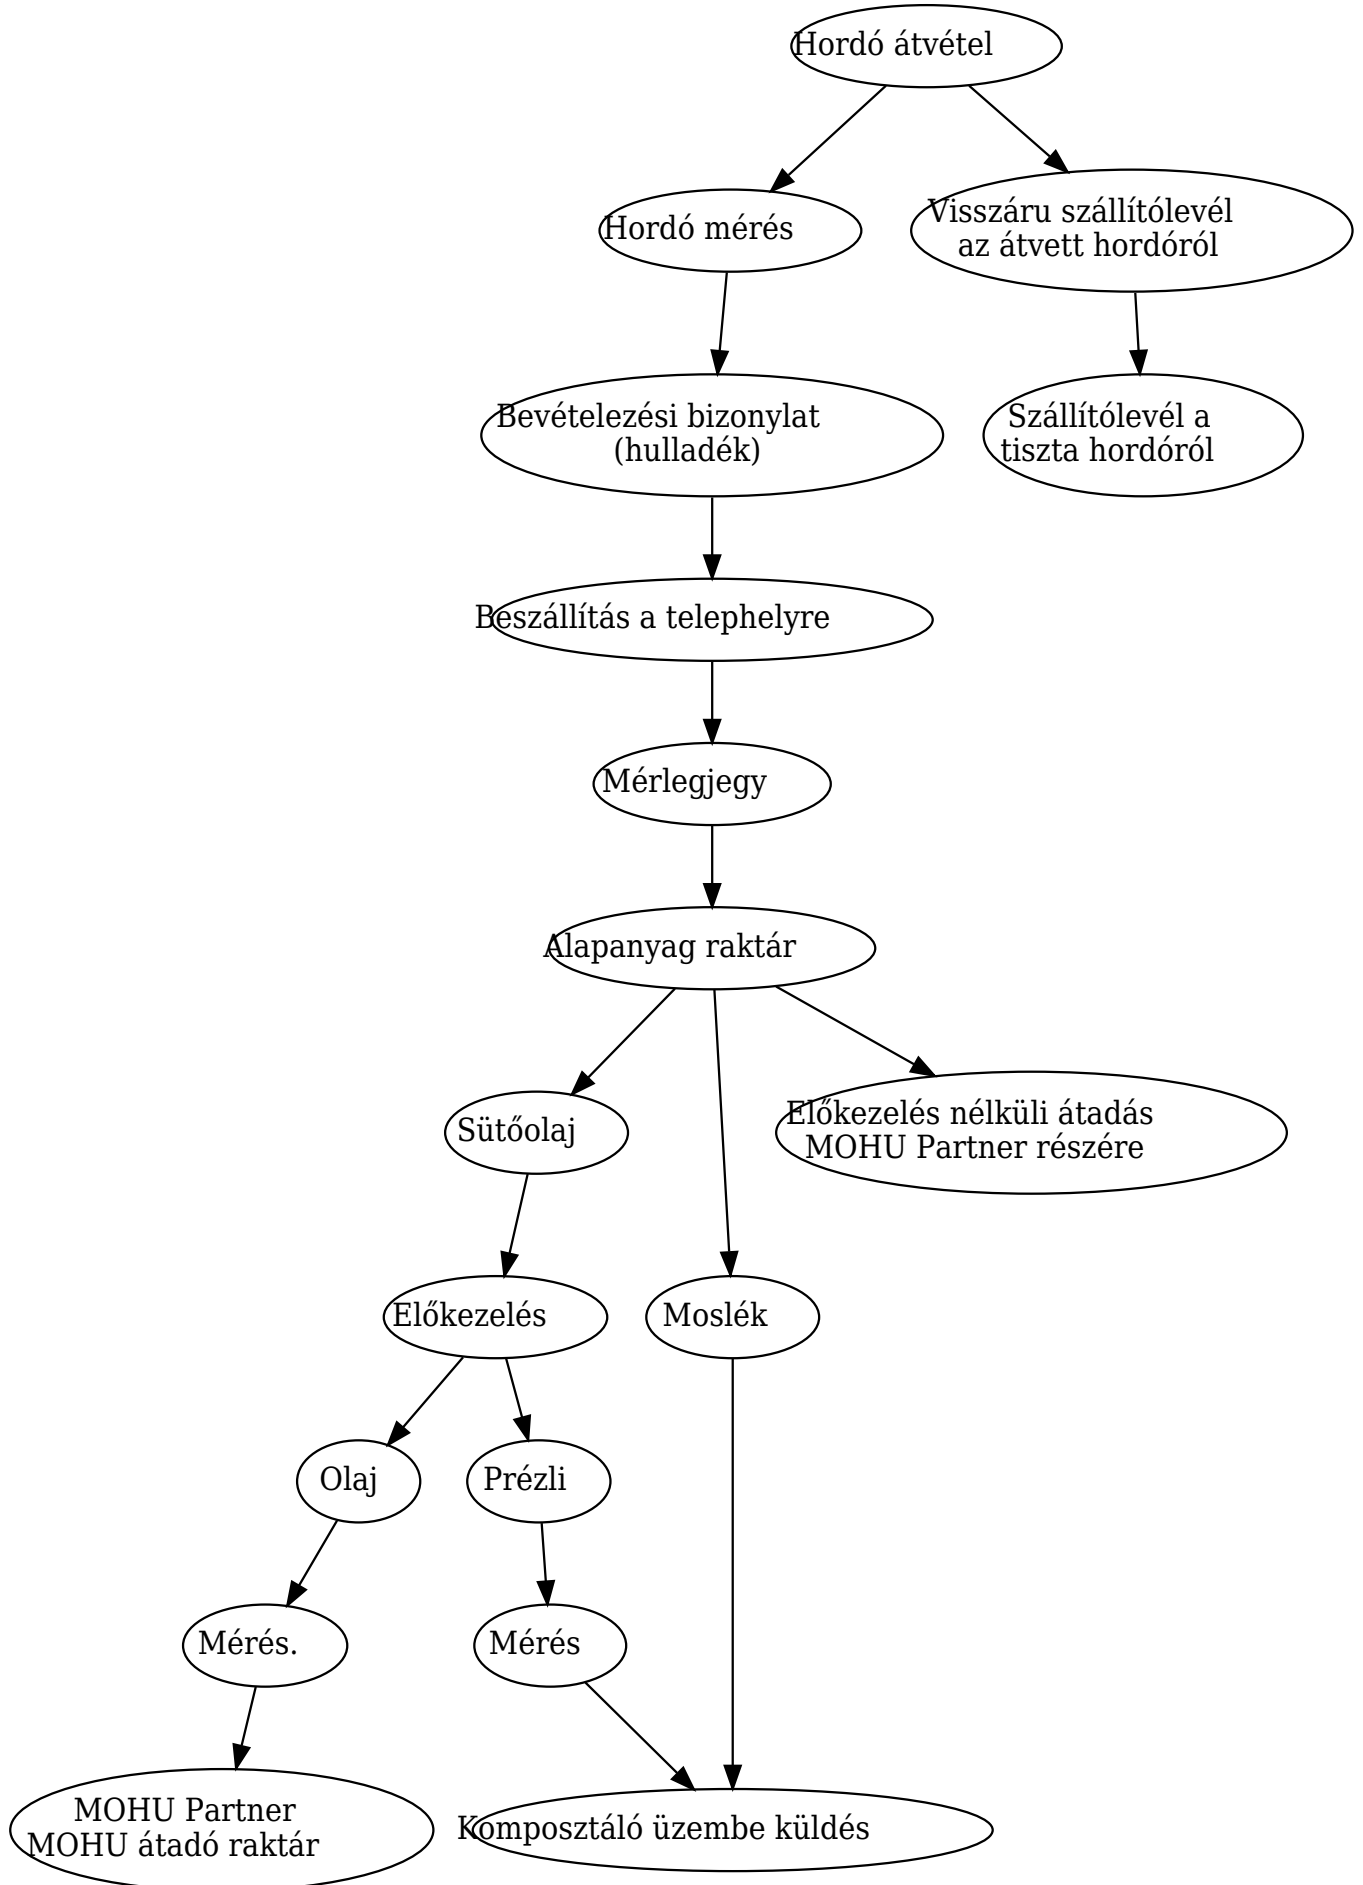 Hordó átvétel
Hordó mérés
Visszáru szállítólevél
az átvett hordóról
Bevételezési bizonylat
(hulladék)
Szállítólevél a
tiszta hordóról
Beszállítás a telephelyre
Mérlegjegy
Alapanyag raktár
Sütőolaj
Előkezelés nélküli átadás
MOHU Partner részére
Előkezelés
Moslék
Olaj
Prézli
Mérés.
Mérés
MOHU Partner
MOHU átadó raktár
Komposztáló üzembe küldés